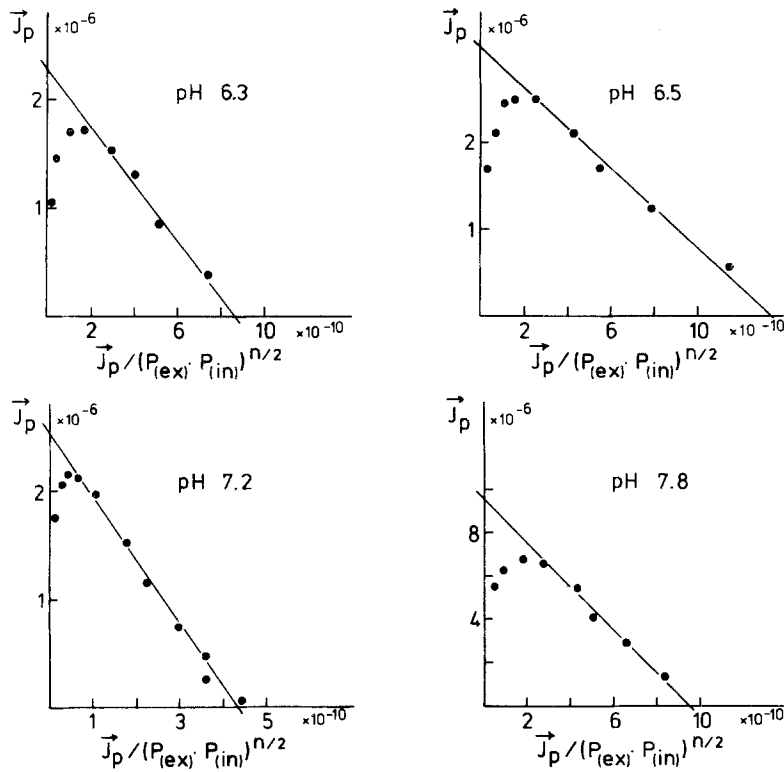 J⃗p ×10⁻⁶
pH 6.3
2
1
2 6 10 ×10⁻¹⁰
J⃗p/(P(ex)· P(in))ⁿ/²
J⃗p ×10⁻⁶
pH 6.5
2
1
2 6 10 ×10⁻¹⁰
J⃗p/(P(ex)· P(in))ⁿ/²
J⃗p ×10⁻⁶
pH 7.2
2
1
1 3 5 ×10⁻¹⁰
J⃗p/(P(ex)· P(in))ⁿ/²
J⃗p ×10⁻⁶
pH 7.8
8
4
2 6 10 ×10⁻¹⁰
J⃗p/(P(ex)· P(in))ⁿ/²